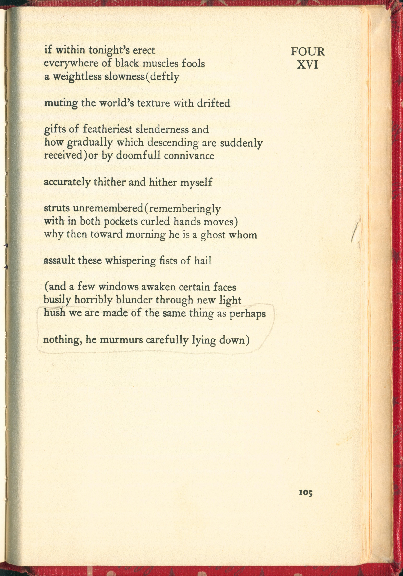 if within tonight's erect
everywhere of black muscles fools
a weightless slowness(deftly
muting the world's texture with drifted
gifts of featheriest slenderness and
how gradually which descending are suddenly
received)or by doomfull connivance
accurately thither and hither myself
struts unremembered(rememberingly
with in both pockets curled hands moves)
why then toward morning he is a ghost whom
assault these whispering fists of hail
(and a few windows awaken certain faces
busily horribly blunder through new light
hush we are made of the same thing as perhaps
nothing, he murmurs carefully lying down)
FOUR
XVI
105